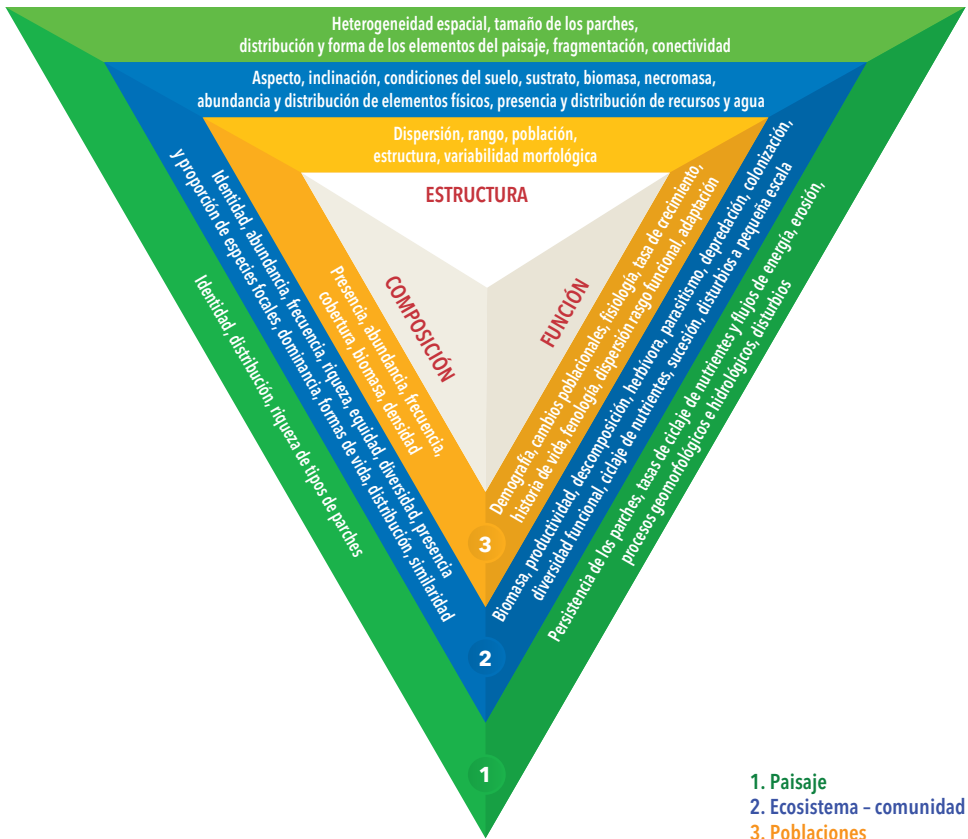 Heterogeneidad espacial, tamaño de los parches,
distribución y forma de los elementos del paisaje, fragmentación, conectividad
Aspecto, inclinación, condiciones del suelo, sustrato, biomasa, necromasa,
abundancia y distribución de elementos físicos, presencia y distribución de recursos y agua
Dispersión, rango, población,
estructura, variabilidad morfológica
ESTRUCTURA
COMPOSICIÓN
FUNCIÓN
Presencia, abundancia, frecuencia,
cobertura, biomasa, densidad
Identidad, abundancia, frecuencia, riqueza, equidad, diversidad, presencia
y proporción de especies focales, dominancia, formas de vida, distribución, similaridad
Identidad, distribución, riqueza de tipos de parches
Demografía, cambios poblacionales, fisiología, tasa de crecimiento,
historia de vida, fenología, dispersión rasgo funcional, adaptación
Biomasa, productividad, descomposición, herbívora, parasitismo, depredación, colonización,
diversidad funcional, ciclaje de nutrientes, sucesión, disturbios a pequeña escala
Persistencia de los parches, tasas de ciclaje de nutrientes y flujos de energía, erosión,
procesos geomorfológicos e hidrológicos, disturbios
3
2
1
1. Paisaje
2. Ecosistema – comunidad
3. Poblaciones